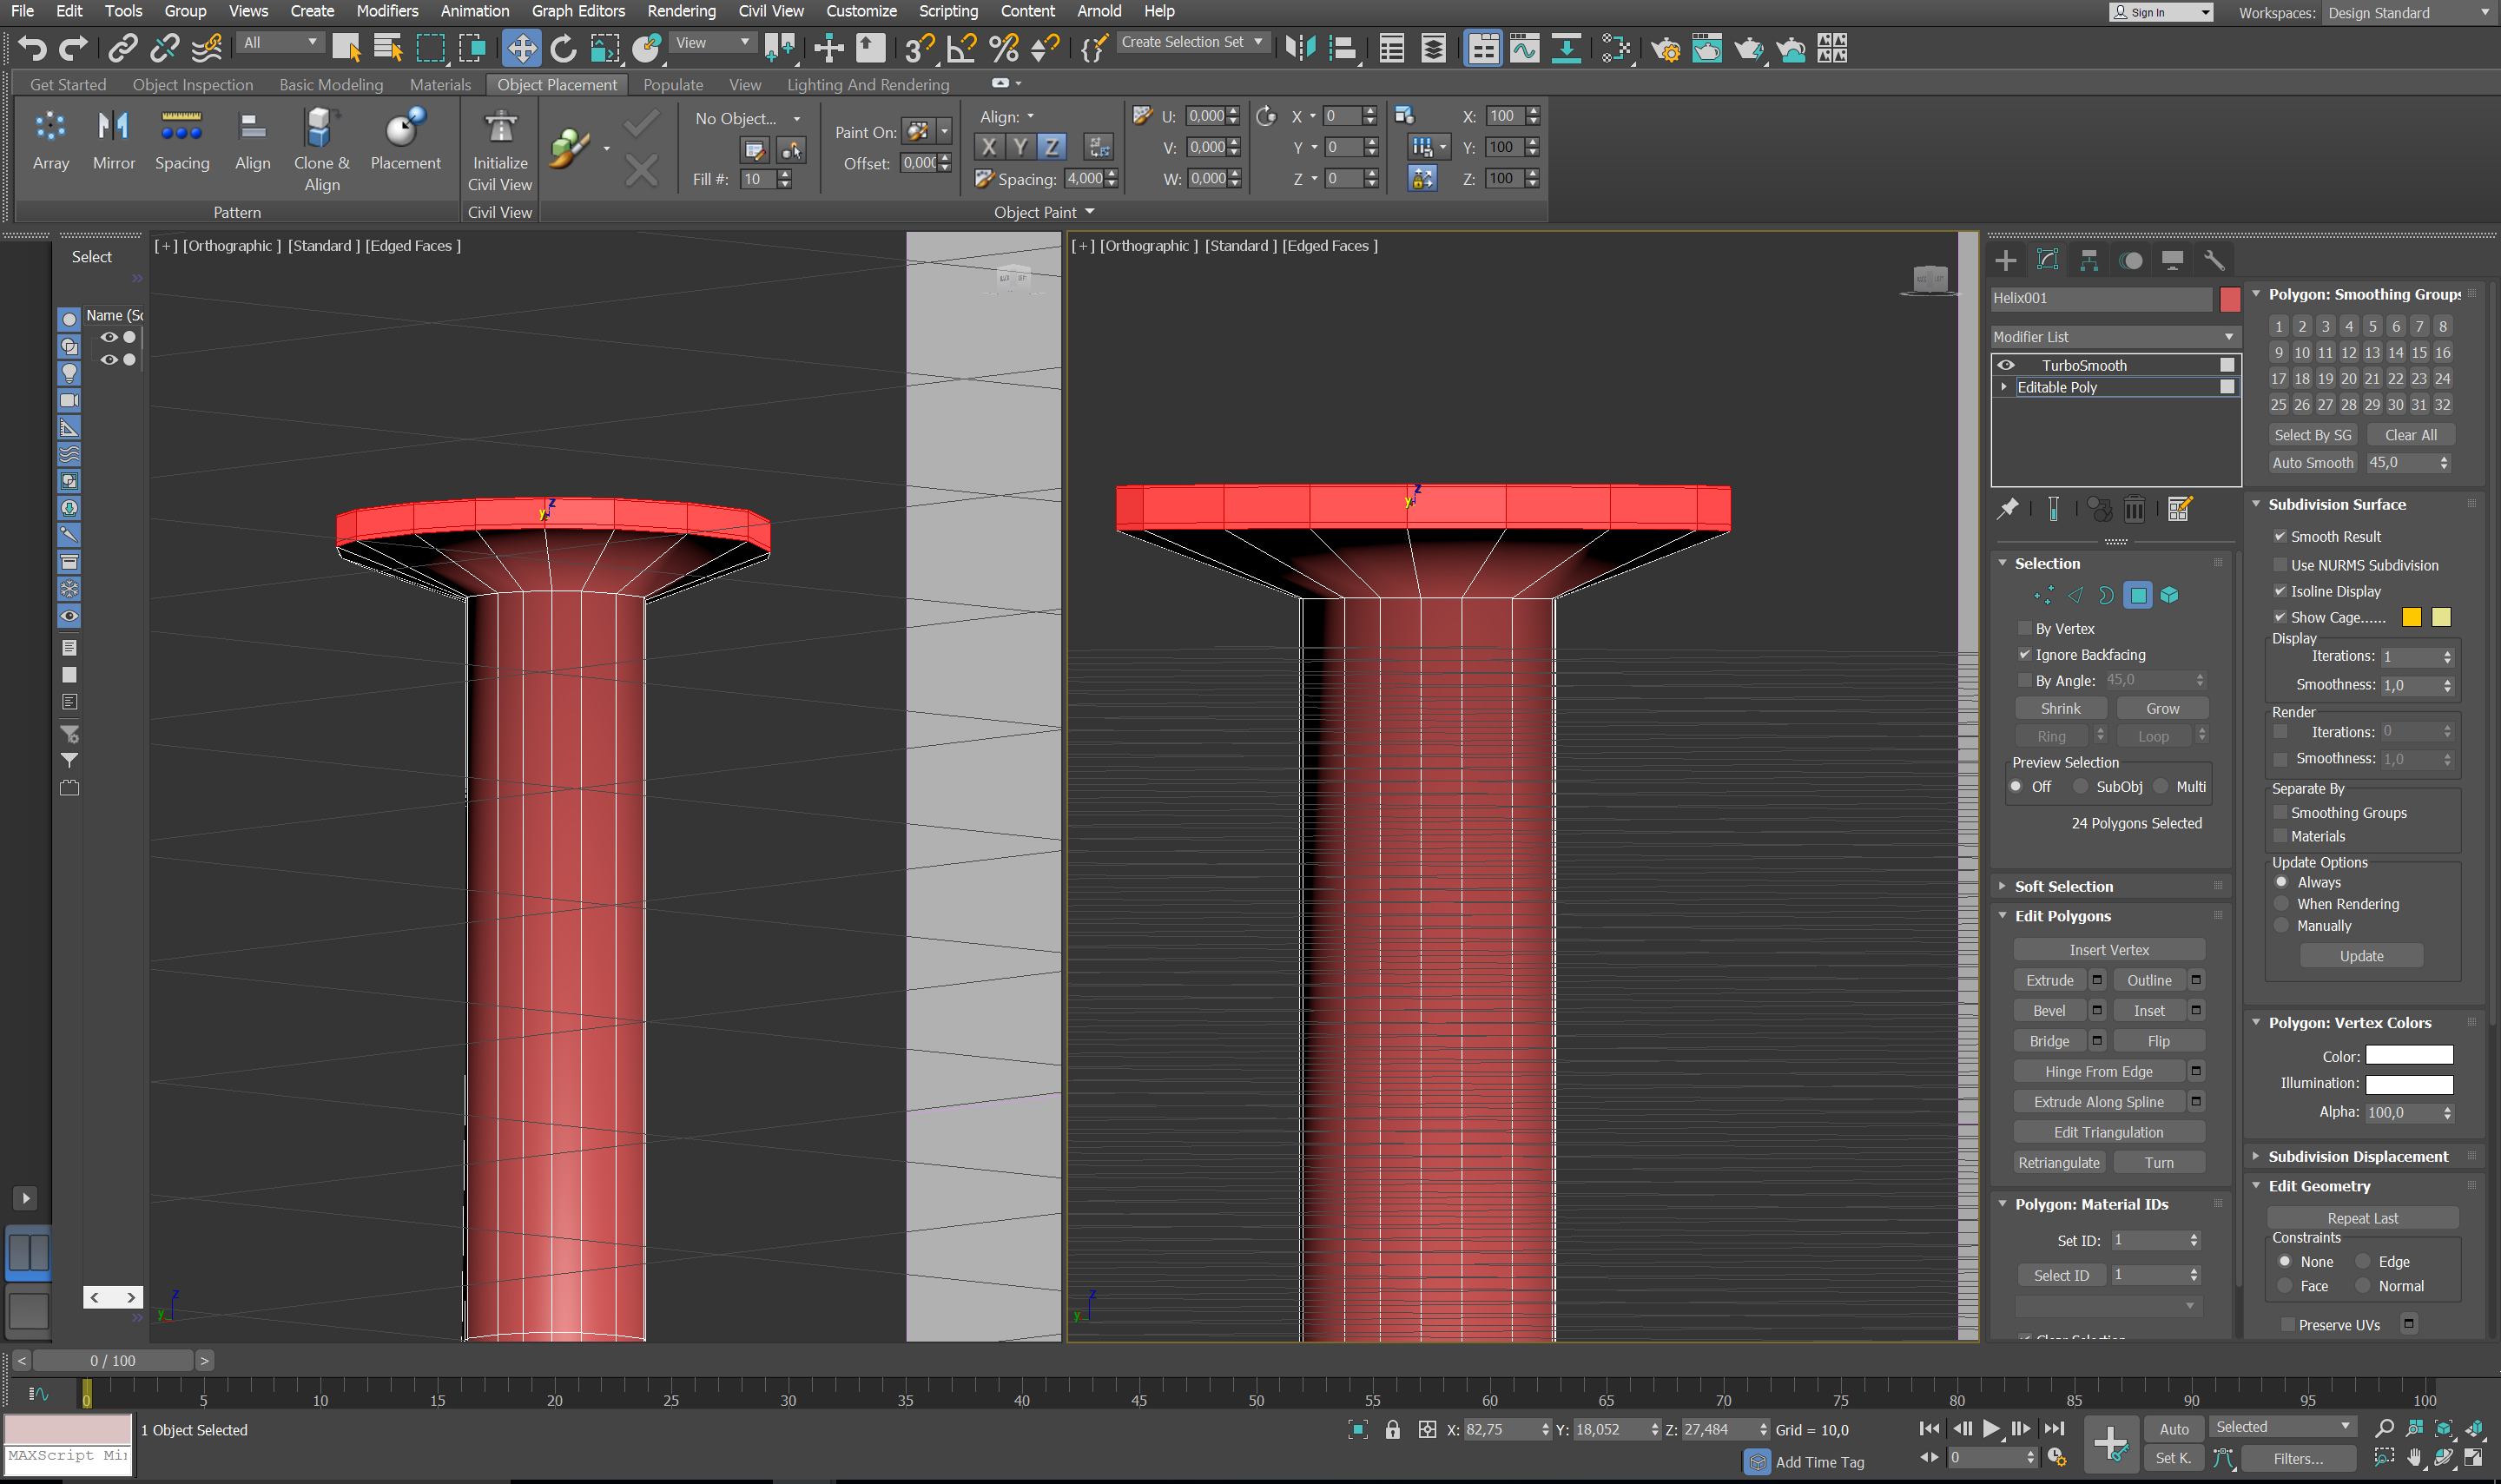 File Edit Tools Group Views Create Modifiers Animation Graph Editors Rendering Civil View Customize Scripting Content Arnold Help
Sign In Workspaces: Design Standard
All View Create Selection Set
Get Started Object Inspection Basic Modeling Materials Object Placement Populate View Lighting And Rendering
Array Mirror Spacing Align Clone & Align Placement
Pattern
Initialize Civil View
Civil View
No Object...
Fill #: 10
Paint On:
Offset: 0,000
Align:
X Y Z
Spacing: 4,000
U: 0,000 X 0 X: 100
V: 0,000 Y 0 Y: 100
W: 0,000 Z 0 Z: 100
Object Paint
Select
Name (Sc
[+] [Orthographic ] [Standard ] [Edged Faces ]
z
y
z
y
[+] [Orthographic ] [Standard ] [Edged Faces ]
z
y
z
y
Helix001
Modifier List
TurboSmooth
Editable Poly
Selection
By Vertex
Ignore Backfacing
By Angle: 45,0
Shrink Grow
Ring Loop
Preview Selection
Off SubObj Multi
24 Polygons Selected
Soft Selection
Edit Polygons
Insert Vertex
Extrude Outline
Bevel Inset
Bridge Flip
Hinge From Edge
Extrude Along Spline
Edit Triangulation
Retriangulate Turn
Polygon: Material IDs
Set ID: 1
Select ID 1
Clear Selection
Polygon: Smoothing Groups
1 2 3 4 5 6 7 8
9 10 11 12 13 14 15 16
17 18 19 20 21 22 23 24
25 26 27 28 29 30 31 32
Select By SG Clear All
Auto Smooth 45,0
Subdivision Surface
Smooth Result
Use NURMS Subdivision
Isoline Display
Show Cage......
Display
Iterations: 1
Smoothness: 1,0
Render
Iterations: 0
Smoothness: 1,0
Separate By
Smoothing Groups
Materials
Update Options
Always
When Rendering
Manually
Update
Polygon: Vertex Colors
Color:
Illumination:
Alpha: 100,0
Subdivision Displacement
Edit Geometry
Repeat Last
Constraints
None Edge
Face Normal
Preserve UVs
< 0 / 100 >
0 5 10 15 20 25 30 35 40 45 50 55 60 65 70 75 80 85 90 95 100
1 Object Selected
MAXScript Mi
X: 82,75 Y: 18,052 Z: 27,484 Grid = 10,0
Add Time Tag
0
Auto Selected
Set K. Filters...